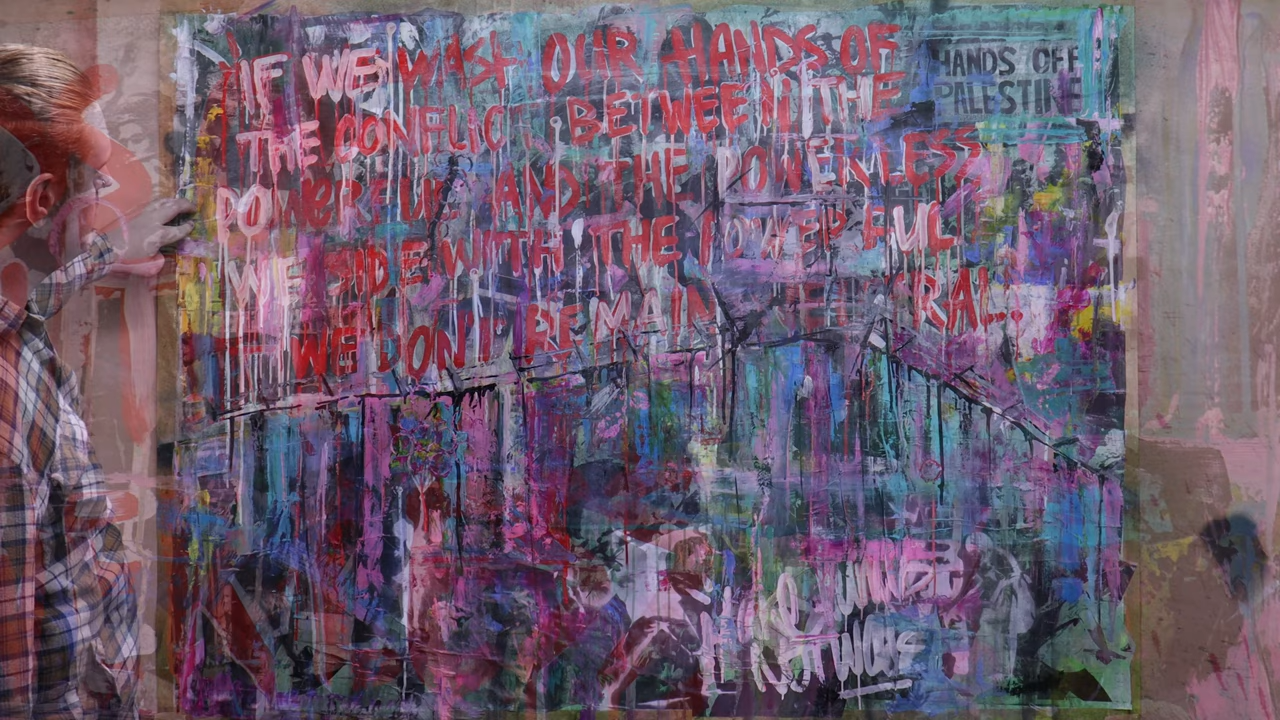 IF WE WASH OUR HANDS OF
HANDS OFF
PALESTINE
THE CONFLICT BETWEEN THE
POWERFUL AND THE POWERLESS
WE SIDE WITH THE POWERFUL
WE DON'T REMAIN NEUTRAL.